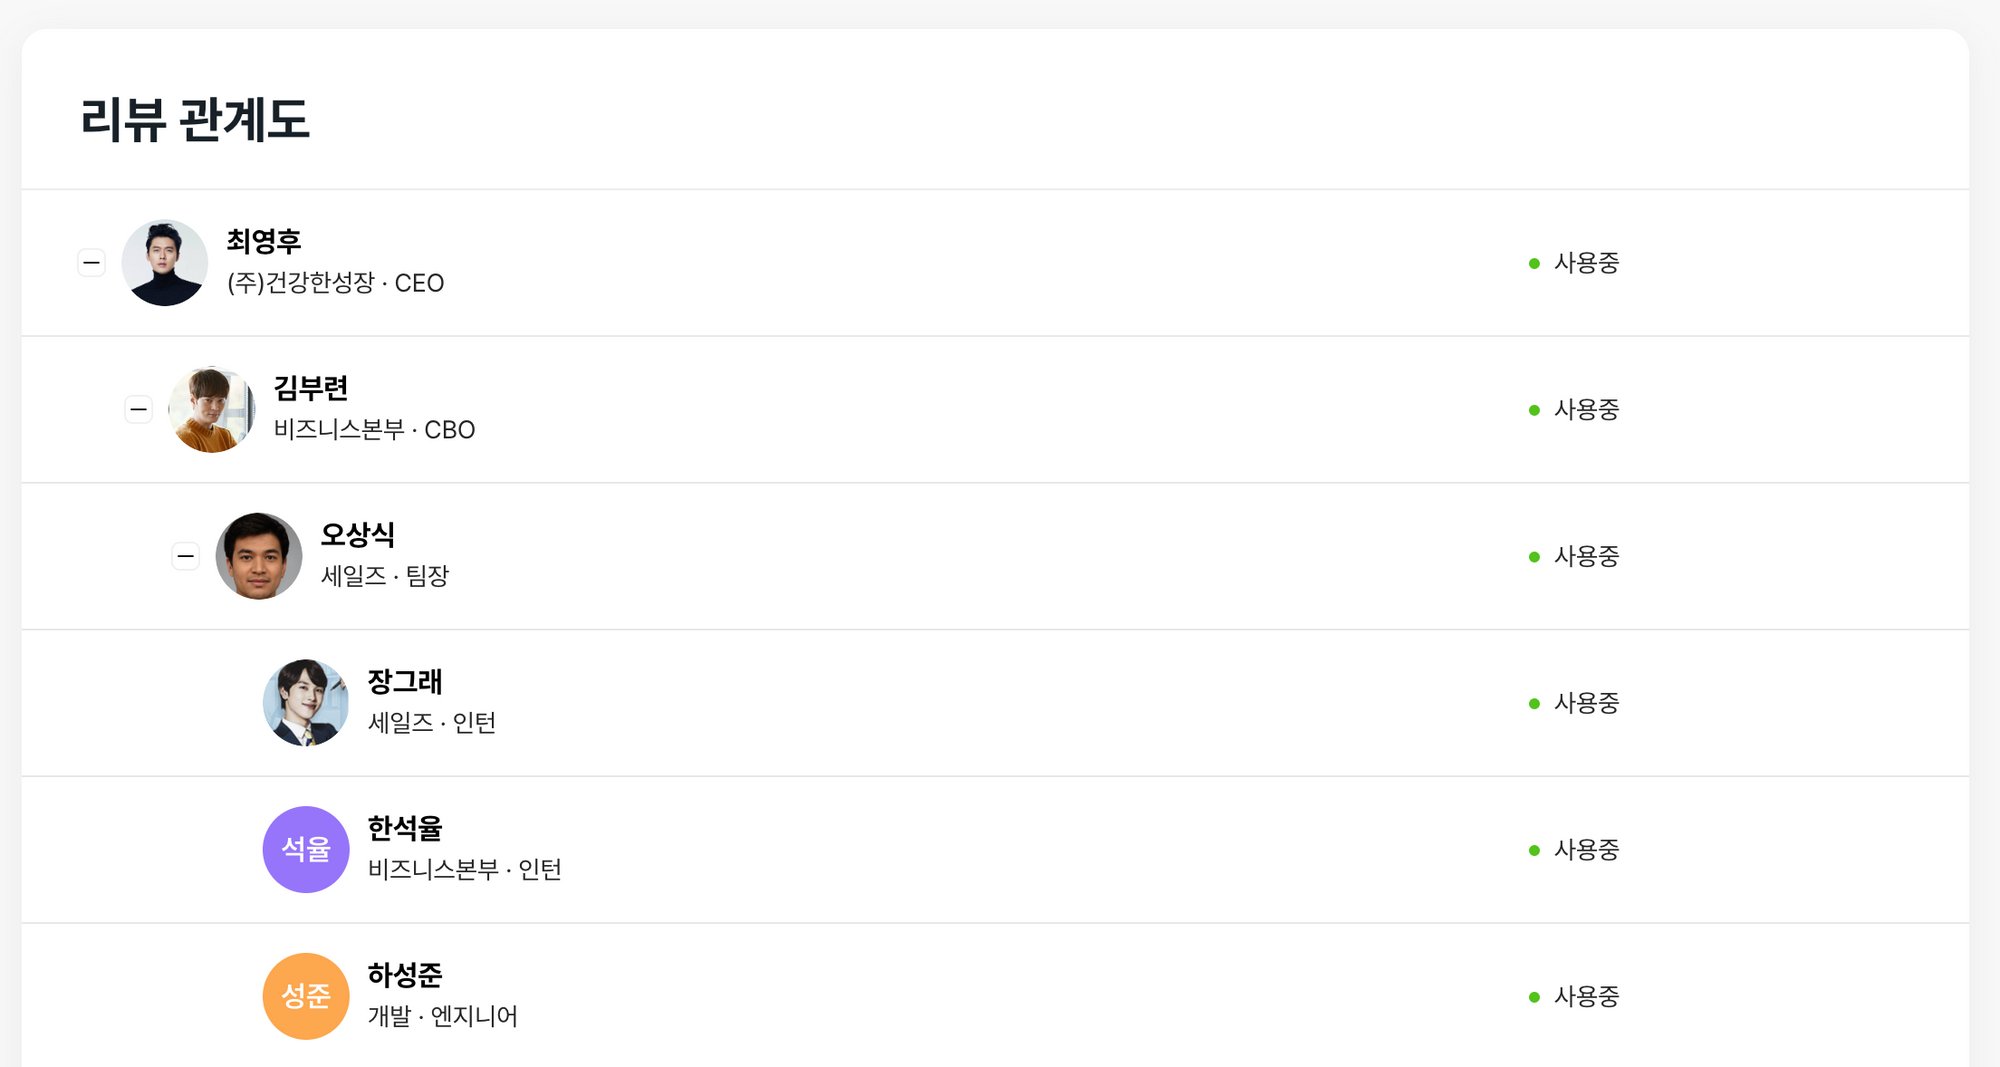 리뷰 관계도
최영후
(주)건강한성장 · CEO
사용중
김부련
비즈니스본부 · CBO
사용중
오상식
세일즈 · 팀장
사용중
장그래
세일즈 · 인턴
사용중
석율
한석율
비즈니스본부 · 인턴
사용중
성준
하성준
개발 · 엔지니어
사용중